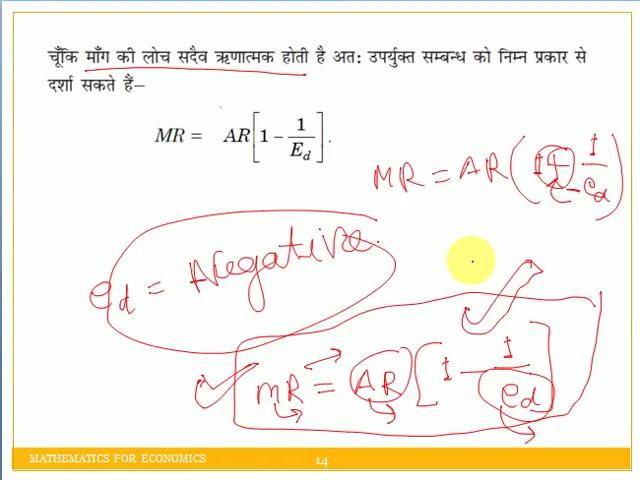 चूँकि माँग की लोच सदैव ऋणात्मक होती है अत: उपर्युक्त सम्बन्ध को निम्न प्रकार से
दर्शा सकते हैं–
MR = AR[1 − 1/E_d].
MR = AR(1 + 1/−e_d)
e_d = Negative.
MR = AR[1 − 1/e_d]
MATHEMATICS FOR ECONOMICS 14